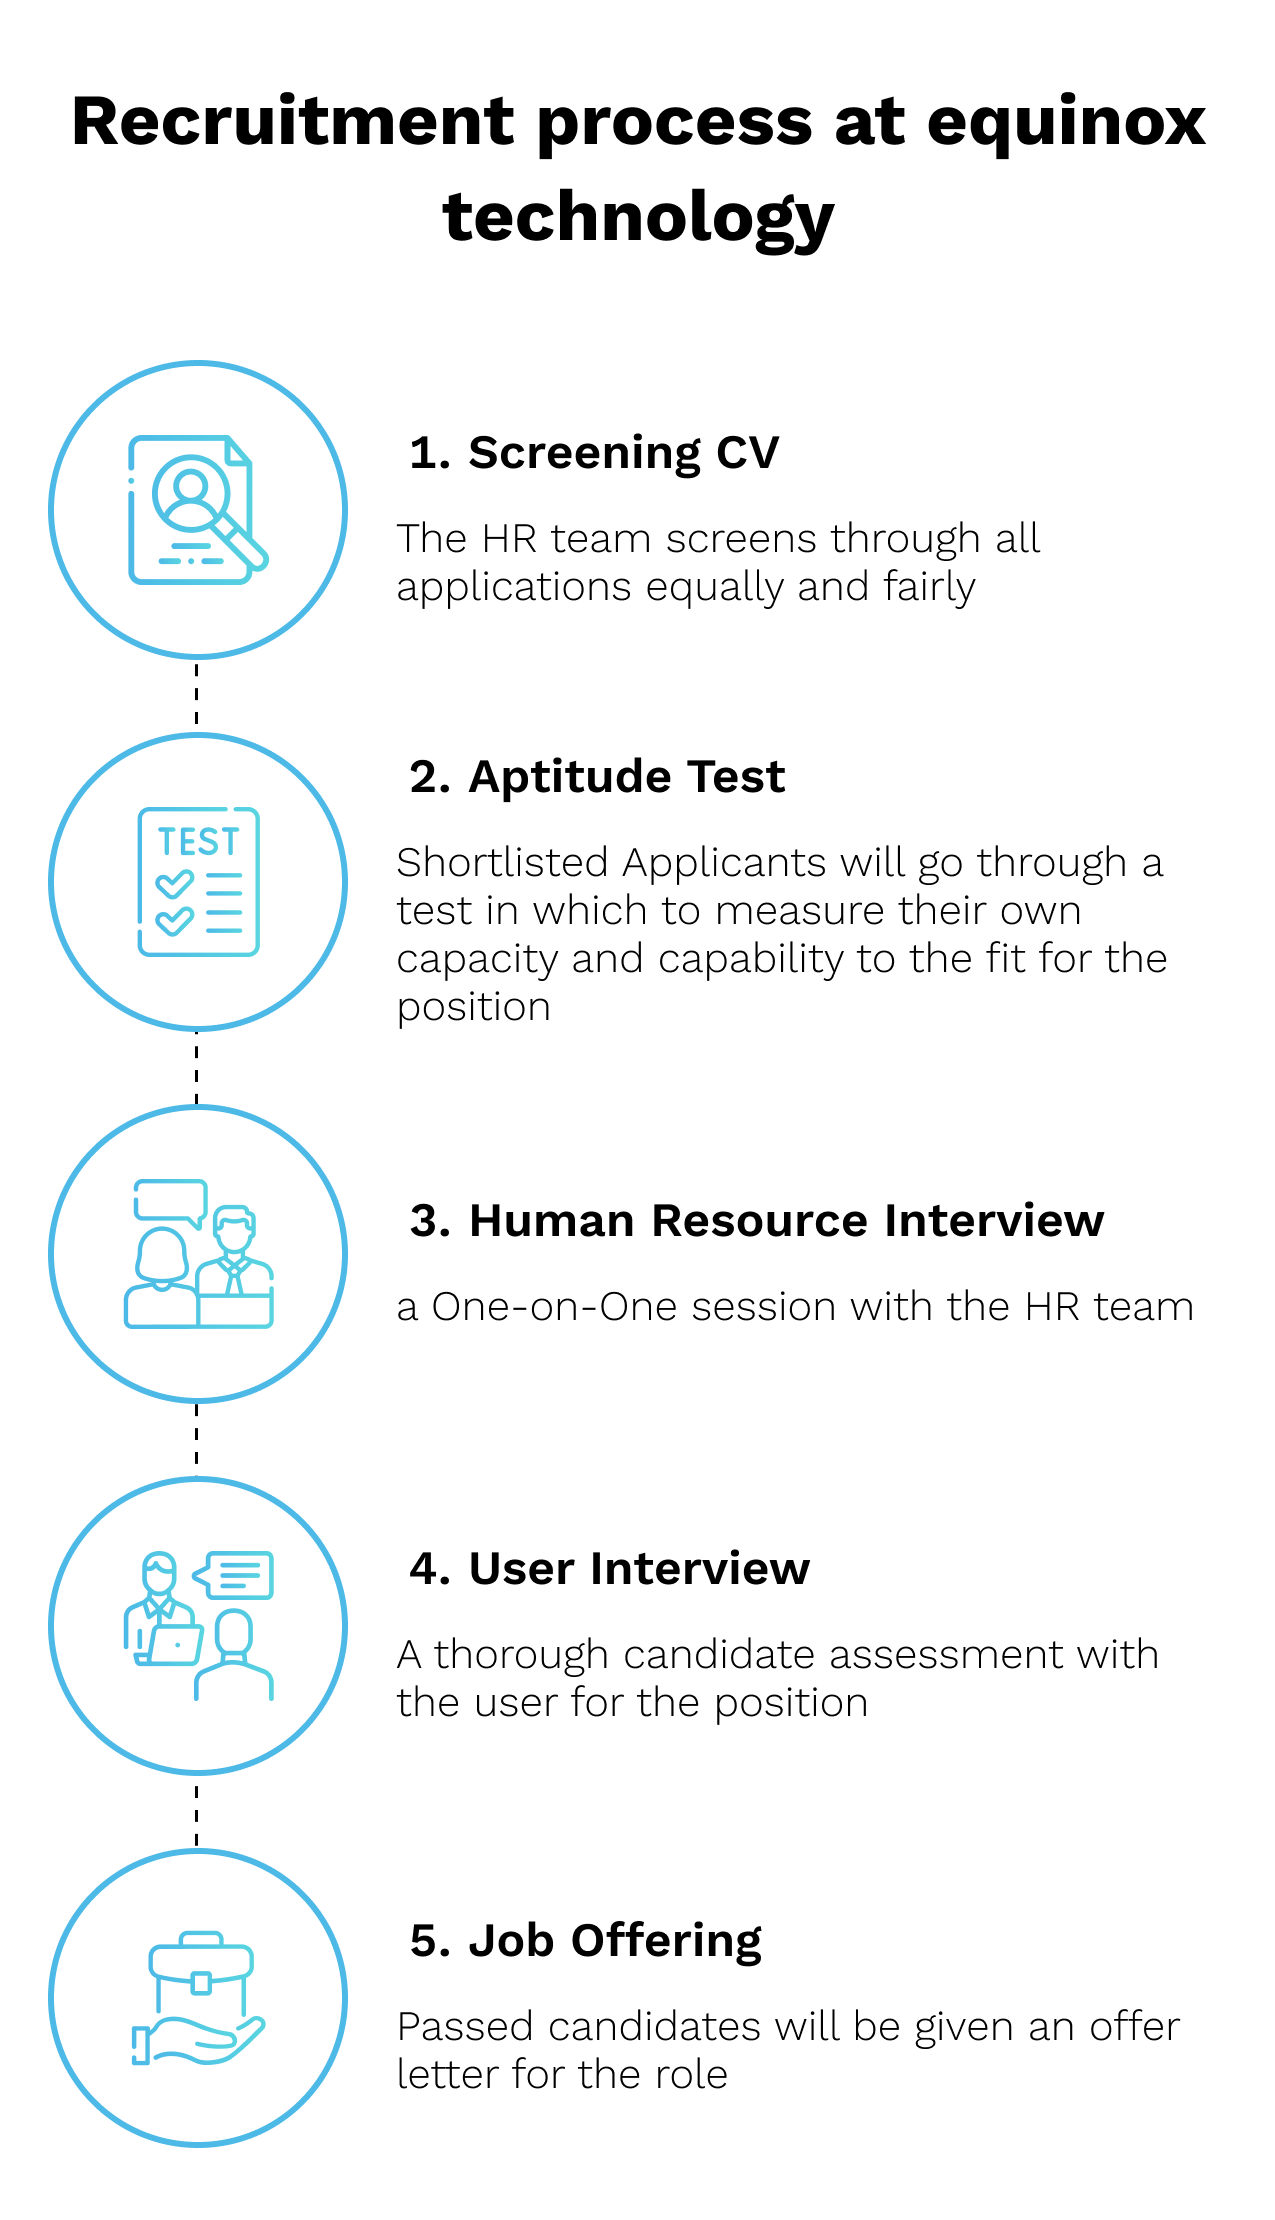 Recruitment process at equinox
technology
1. Screening CV
The HR team screens through all
applications equally and fairly
TEST
2. Aptitude Test
Shortlisted Applicants will go through a
test in which to measure their own
capacity and capability to the fit for the
position
3. Human Resource Interview
a One-on-One session with the HR team
4. User Interview
A thorough candidate assessment with
the user for the position
5. Job Offering
Passed candidates will be given an offer
letter for the role